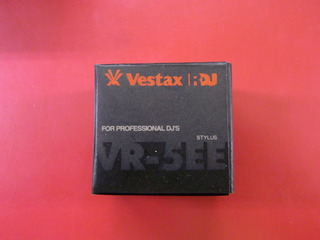 Vestax | :DJ
FOR PROFESSIONAL DJ'S
STYLUS
VR-5EE